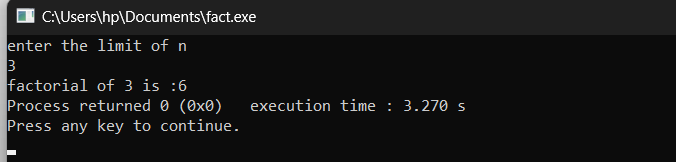 C:\Users\hp\Documents\fact.exe
enter the limit of n
3
factorial of 3 is :6
Process returned 0 (0x0)   execution time : 3.270 s
Press any key to continue.